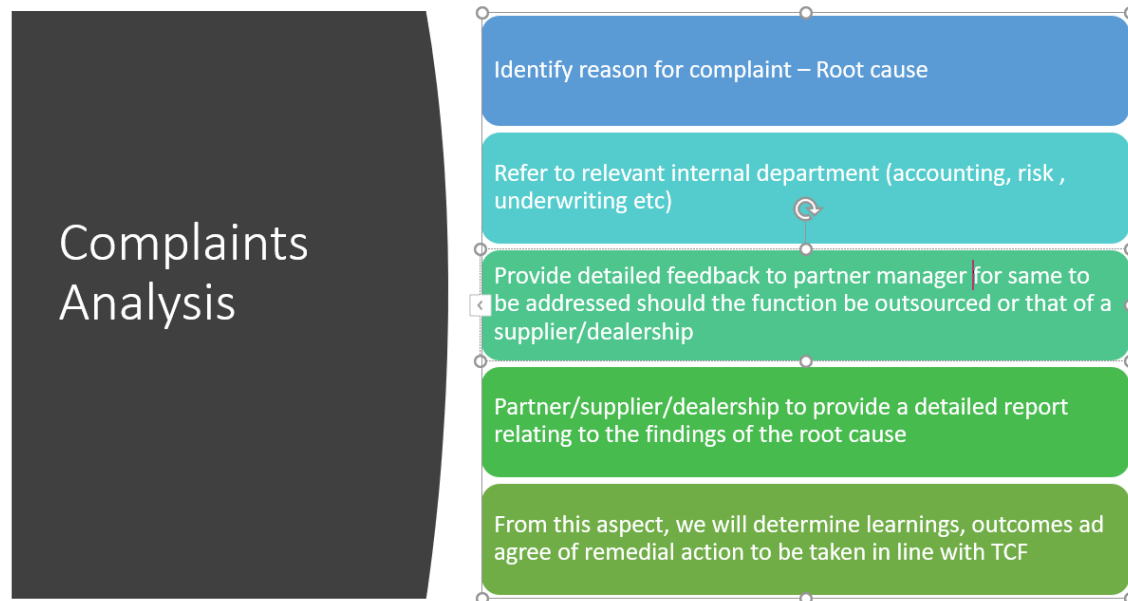 Complaints
Analysis
Identify reason for complaint – Root cause
Refer to relevant internal department (accounting, risk ,
underwriting etc)
Provide detailed feedback to partner manager for same to
be addressed should the function be outsourced or that of a
supplier/dealership
Partner/supplier/dealership to provide a detailed report
relating to the findings of the root cause
From this aspect, we will determine learnings, outcomes ad
agree of remedial action to be taken in line with TCF